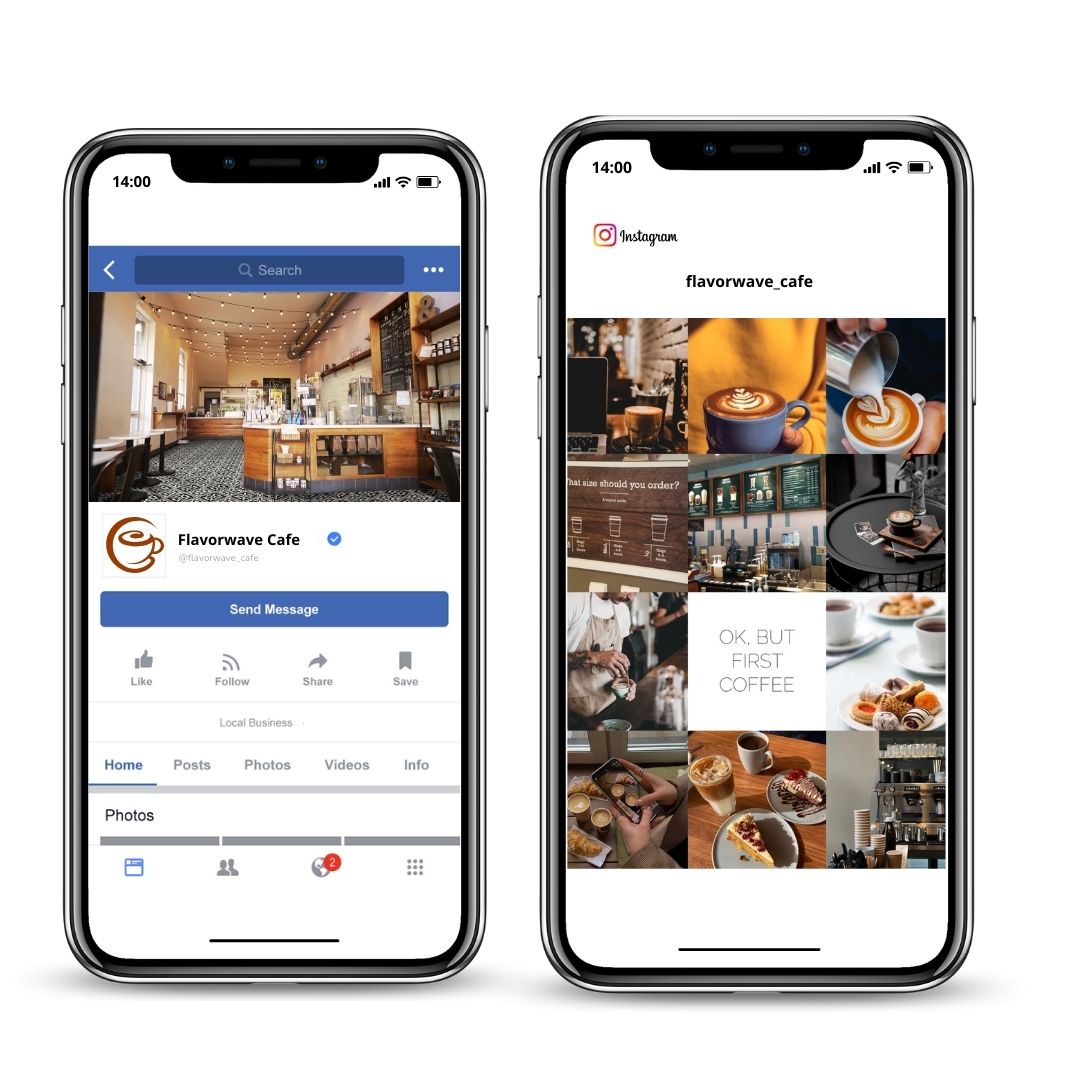 14:00
Search
MENU
&
Flavorwave Cafe
@flavorwave_cafe
Send Message
Like
Follow
Share
Save
Local Business
Home
Posts
Photos
Videos
Info
Photos
2
14:00
Instagram
flavorwave_cafe
hat size should you order?
OK, BUT
FIRST
COFFEE